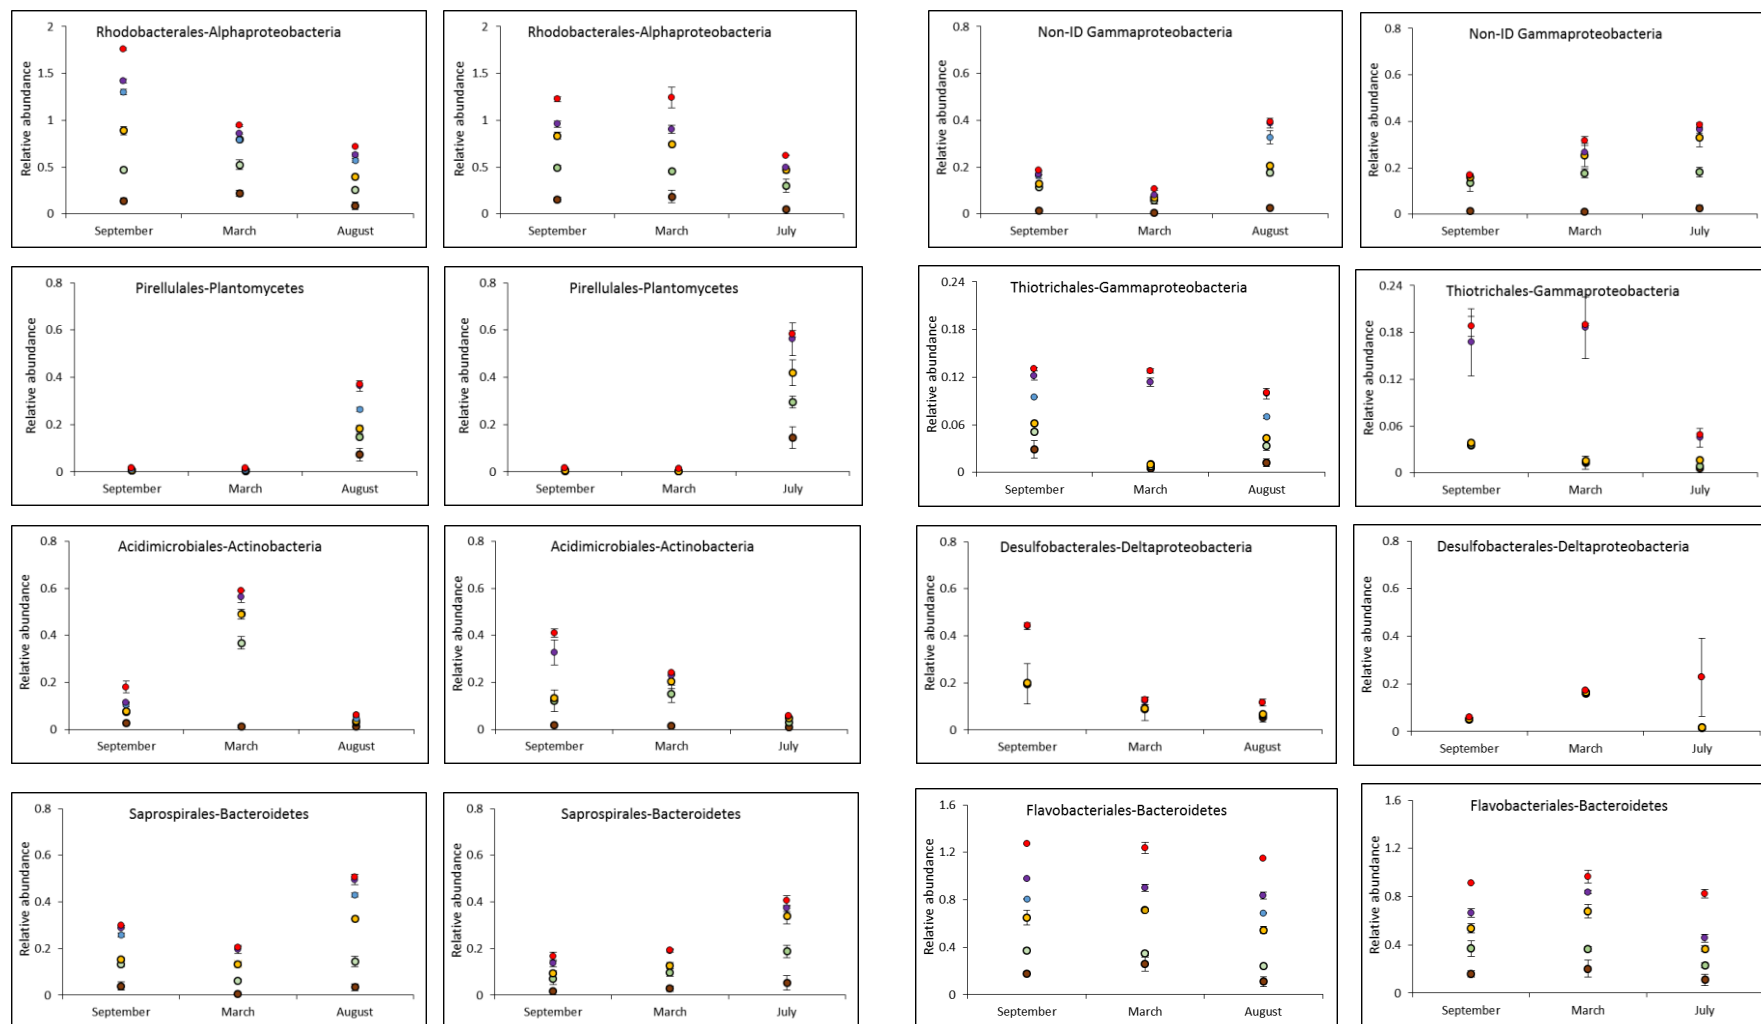 Rhodobacterales-Alphaproteobacteria
Relative abundance
2
1.5
1
0.5
0
September March August
Rhodobacterales-Alphaproteobacteria
Relative abundance
2
1.5
1
0.5
0
September March July
Non-ID Gammaproteobacteria
Relative abundance
0.8
0.6
0.4
0.2
0
September March August
Non-ID Gammaproteobacteria
Relative abundance
0.8
0.6
0.4
0.2
0
September March July
Pirellulales-Plantomycetes
Relative abundance
0.8
0.6
0.4
0.2
0
September March August
Pirellulales-Plantomycetes
Relative abundance
0.8
0.6
0.4
0.2
0
September March July
Thiotrichales-Gammaproteobacteria
Relative abundance
0.24
0.18
0.12
0.06
0
September March August
Thiotrichales-Gammaproteobacteria
Relative abundance
0.24
0.18
0.12
0.06
0
September March July
Acidimicrobiales-Actinobacteria
Relative abundance
0.8
0.6
0.4
0.2
0
September March August
Acidimicrobiales-Actinobacteria
Relative abundance
0.8
0.6
0.4
0.2
0
September March July
Desulfobacterales-Deltaproteobacteria
Relative abundance
0.8
0.6
0.4
0.2
0
September March August
Desulfobacterales-Deltaproteobacteria
Relative abundance
0.8
0.6
0.4
0.2
0
September March July
Saprospirales-Bacteroidetes
Relative abundance
0.8
0.6
0.4
0.2
0
September March August
Saprospirales-Bacteroidetes
Relative abundance
0.8
0.6
0.4
0.2
0
September March July
Flavobacteriales-Bacteroidetes
Relative abundance
1.6
1.2
0.8
0.4
0
September March August
Flavobacteriales-Bacteroidetes
Relative abundance
1.6
1.2
0.8
0.4
0
September March July